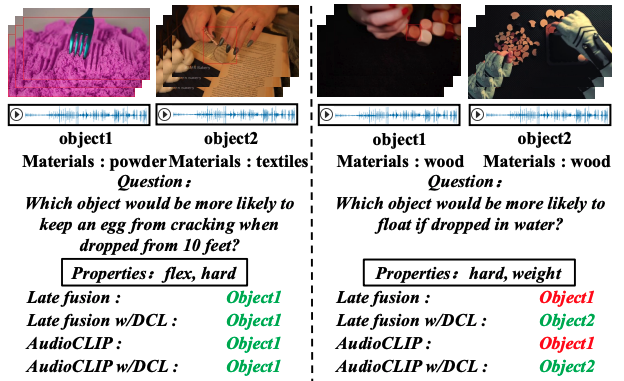 object1
object2
Materials : powder
Materials : textiles
Question :
Which object would be more likely to
keep an egg from cracking when
dropped from 10 feet?
Properties: flex, hard
Late fusion : Object1
Late fusion w/DCL : Object1
AudioCLIP : Object1
AudioCLIP w/DCL : Object1
object1
object2
Materials : wood
Materials : wood
Question :
Which object would be more likely to
float if dropped in water?
Properties: hard, weight
Late fusion : Object1
Late fusion w/DCL : Object2
AudioCLIP : Object1
AudioCLIP w/DCL : Object2